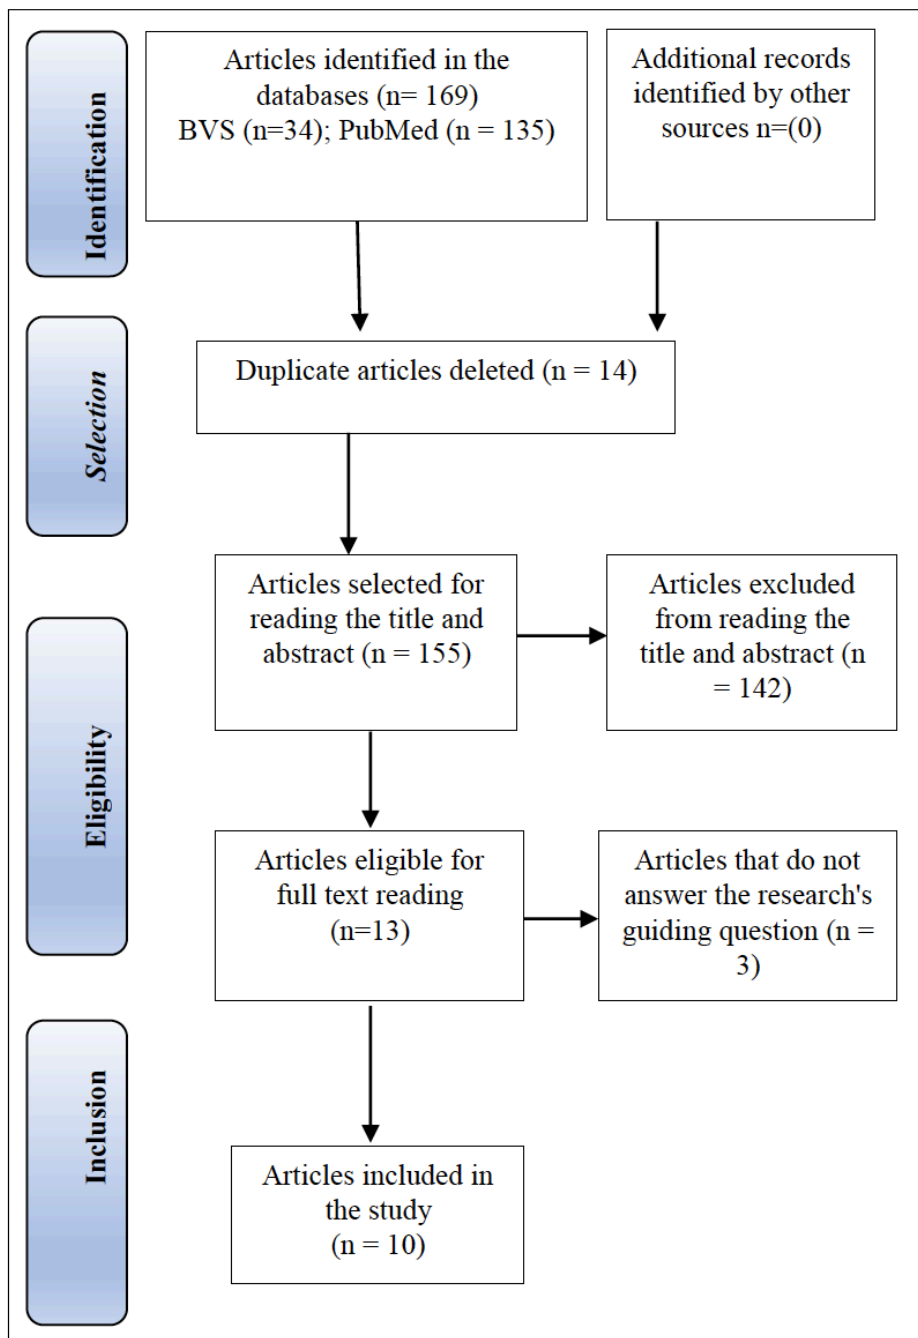 Identification
Articles identified in the
databases (n= 169)
BVS (n=34); PubMed (n = 135)
Additional records
identified by other
sources n=(0)
Selection
Duplicate articles deleted (n = 14)
Eligibility
Articles selected for
reading the title and
abstract (n = 155)
Articles excluded
from reading the
title and abstract (n
= 142)
Articles eligible for
full text reading
(n=13)
Articles that do not
answer the research's
guiding question (n =
3)
Inclusion
Articles included in
the study
(n = 10)